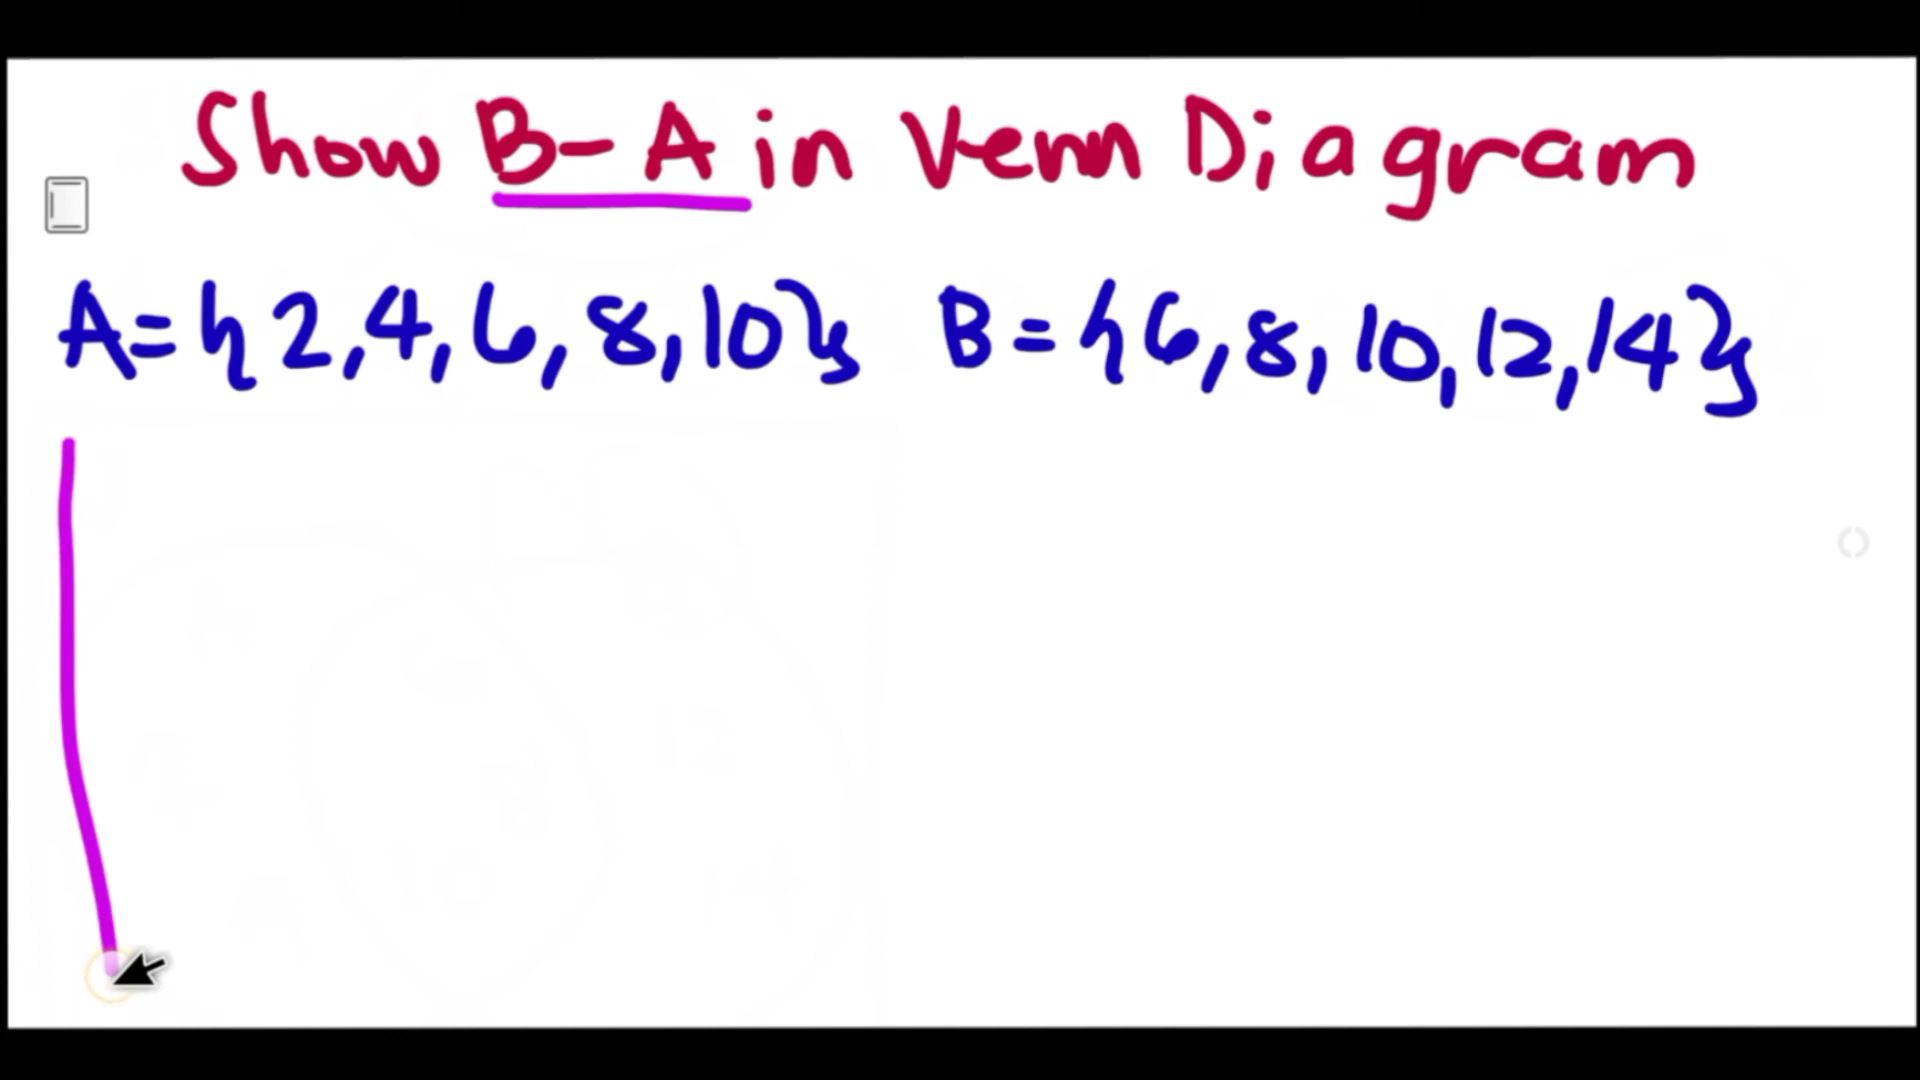 Show B-A in Venn Diagram
A={2,4,6,8,10} B={6,8,10,12,14}